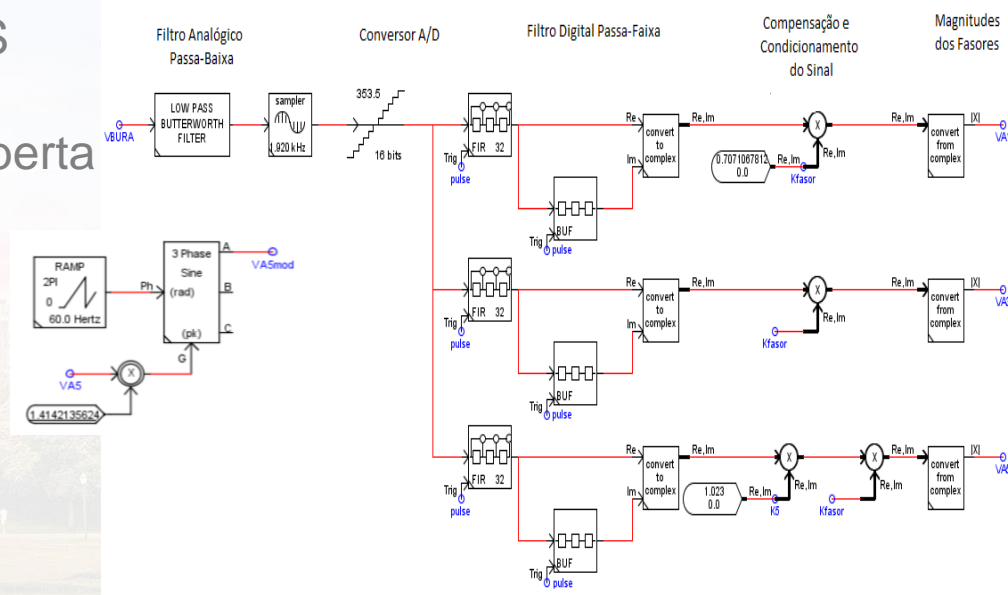 S
perta
Filtro Analógico
Passa-Baixa
Conversor A/D
Filtro Digital Passa-Faixa
Compensação e
Condicionamento
do Sinal
Magnitudes
dos Fasores
VBURA
LOW PASS
BUTTERWORTH
FILTER
sampler
1.920 kHz
353.5
16 bits
FIR 32
Trig
pulse
BUF
Trig
pulse
Re
Im
convert
to
complex
Re,Im
0.7071067812
0.0
Re,Im
Kfasor
X
Re,Im
Re,Im
convert
from
complex
|X|
RAMP
2PI
0
60.0 Hertz
Ph
3 Phase
Sine
(rad)
(pk)
A
B
C
G
VA5mod
VA5
X
1.4142135624
FIR 32
Trig
pulse
BUF
Trig
pulse
Re
Im
convert
to
complex
Re,Im
Kfasor
X
Re,Im
Re,Im
convert
from
complex
|X|
FIR 32
Trig
pulse
BUF
Trig
pulse
Re
Im
convert
to
complex
Re,Im
1.023
0.0
Re,Im
K5
X
Re,Im
Kfasor
X
Re,Im
Re,Im
convert
from
complex
|X|